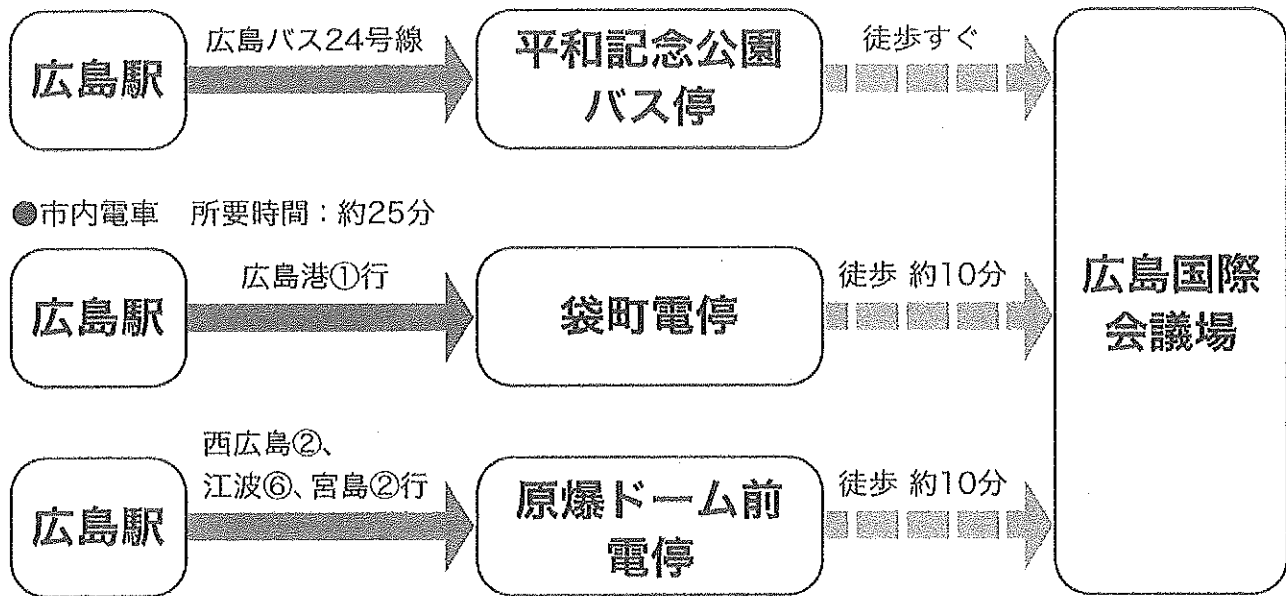 広島駅
広島バス24号線
平和記念公園
バス停
徒歩すぐ
●市内電車 所要時間：約25分
広島駅
広島港①行
袋町電停
徒歩 約10分
広島国際
会議場
広島駅
西広島②、
江波⑥、宮島②行
原爆ドーム前
電停
徒歩 約10分